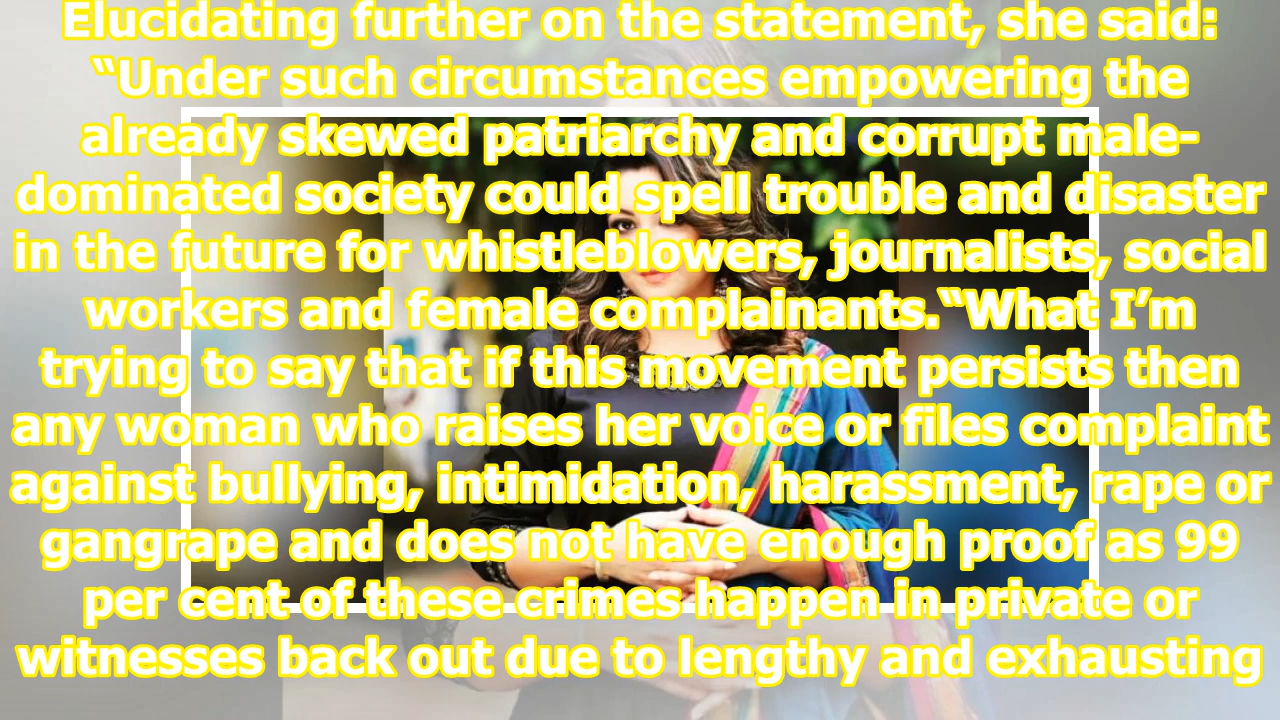 Elucidating further on the statement, she said:
“Under such circumstances empowering the
already skewed patriarchy and corrupt male-
dominated society could spell trouble and disaster
in the future for whistleblowers, journalists, social
workers and female complainants.“What I’m
trying to say that if this movement persists then
any woman who raises her voice or files complaint
against bullying, intimidation, harassment, rape or
gangrape and does not have enough proof as 99
per cent of these crimes happen in private or
witnesses back out due to lengthy and exhausting